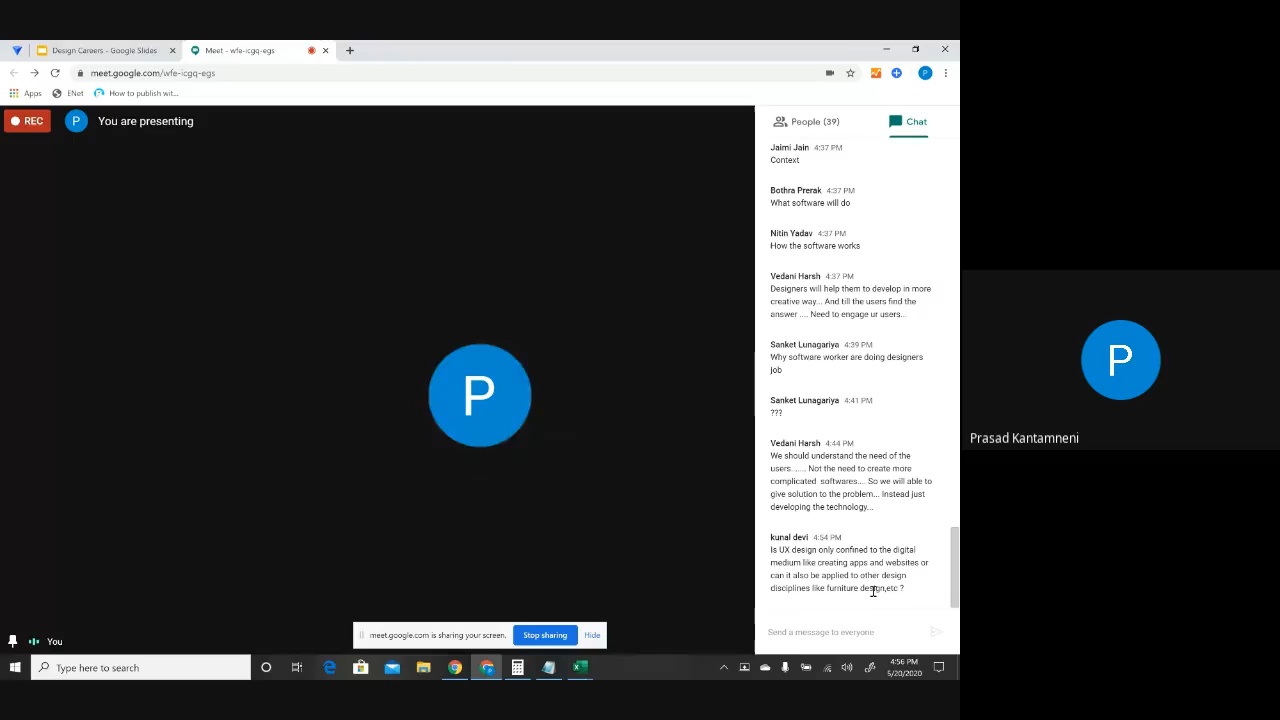 Design Careers - Google Slides
Meet - wfe-icgq-egs
meet.google.com/wfe-icgq-egs
P
Apps
ENet
How to publish wit...
REC
P
You are presenting
People (39)
Chat
Jaimi Jain 4:37 PM
Context
Bothra Prerak 4:37 PM
What software will do
Nitin Yadav 4:37 PM
How the software works
Vedani Harsh 4:37 PM
Designers will help them to develop in more
creative way... And till the users find the
answer .... Need to engage ur users...
Sanket Lunagariya 4:39 PM
Why software worker are doing designers
job
Sanket Lunagariya 4:41 PM
???
Vedani Harsh 4:44 PM
We should understand the need of the
users....... Not the need to create more
complicated softwares.... So we will able to
give solution to the problem... Instead just
developing the technology...
kunal devi 4:54 PM
Is UX design only confined to the digital
medium like creating apps and websites or
can it also be applied to other design
disciplines like furniture design,etc ?
P
P
Prasad Kantamneni
Send a message to everyone
You
meet.google.com is sharing your screen.
Stop sharing
Hide
Type here to search
4:56 PM
5/20/2020